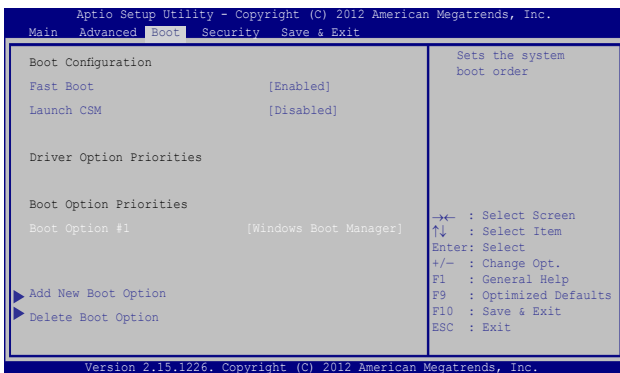 Aptio Setup Utility - Copyright (C) 2012 American Megatrends, Inc.
Main Advanced Boot Security Save & Exit
Boot Configuration
Fast Boot [Enabled]
Launch CSM [Disabled]
Driver Option Priorities
Boot Option Priorities
Boot Option #1 [Windows Boot Manager]
Add New Boot Option
Delete Boot Option
Sets the system
boot order
→← : Select Screen
↑↓ : Select Item
Enter: Select
+/— : Change Opt.
F1 : General Help
F9 : Optimized Defaults
F10 : Save & Exit
ESC : Exit
Version 2.15.1226. Copyright (C) 2012 American Megatrends, Inc.